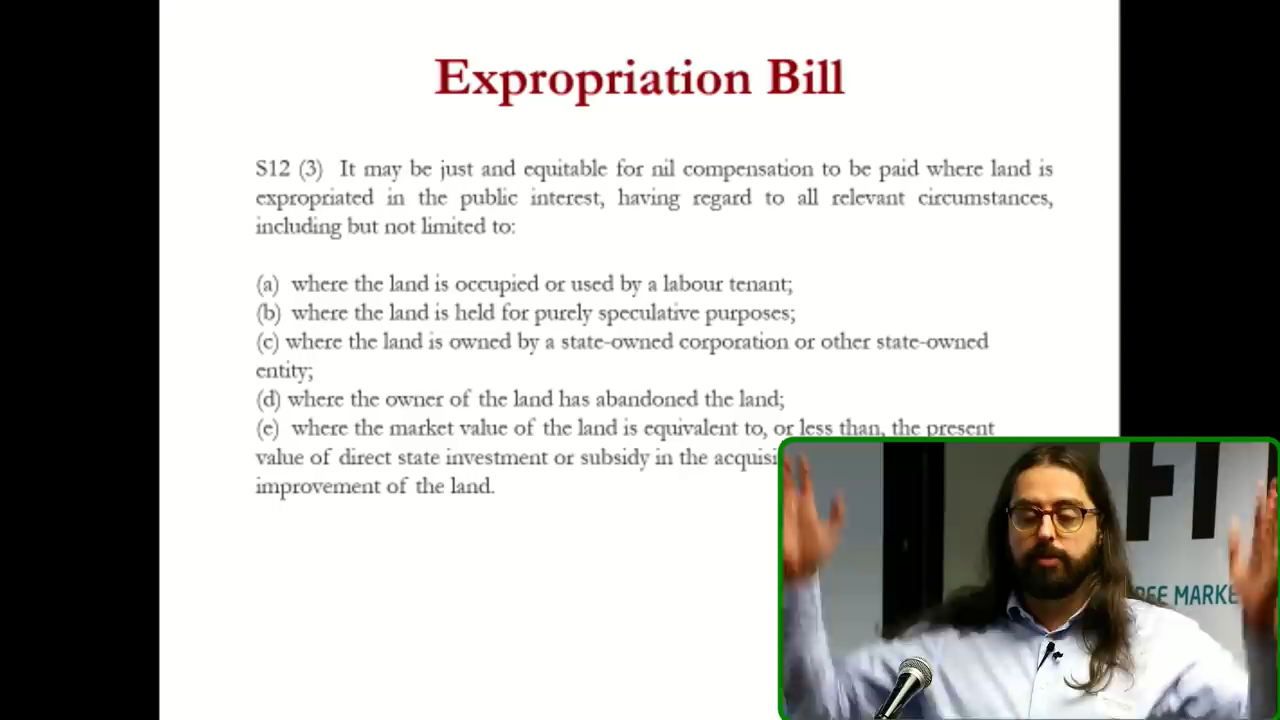 Expropriation Bill
S12 (3) It may be just and equitable for nil compensation to be paid where land is
expropriated in the public interest, having regard to all relevant circumstances,
including but not limited to:
(a) where the land is occupied or used by a labour tenant;
(b) where the land is held for purely speculative purposes;
(c) where the land is owned by a state-owned corporation or other state-owned
entity;
(d) where the owner of the land has abandoned the land;
(e) where the market value of the land is equivalent to, or less than, the present
value of direct state investment or subsidy in the
improvement of the land.